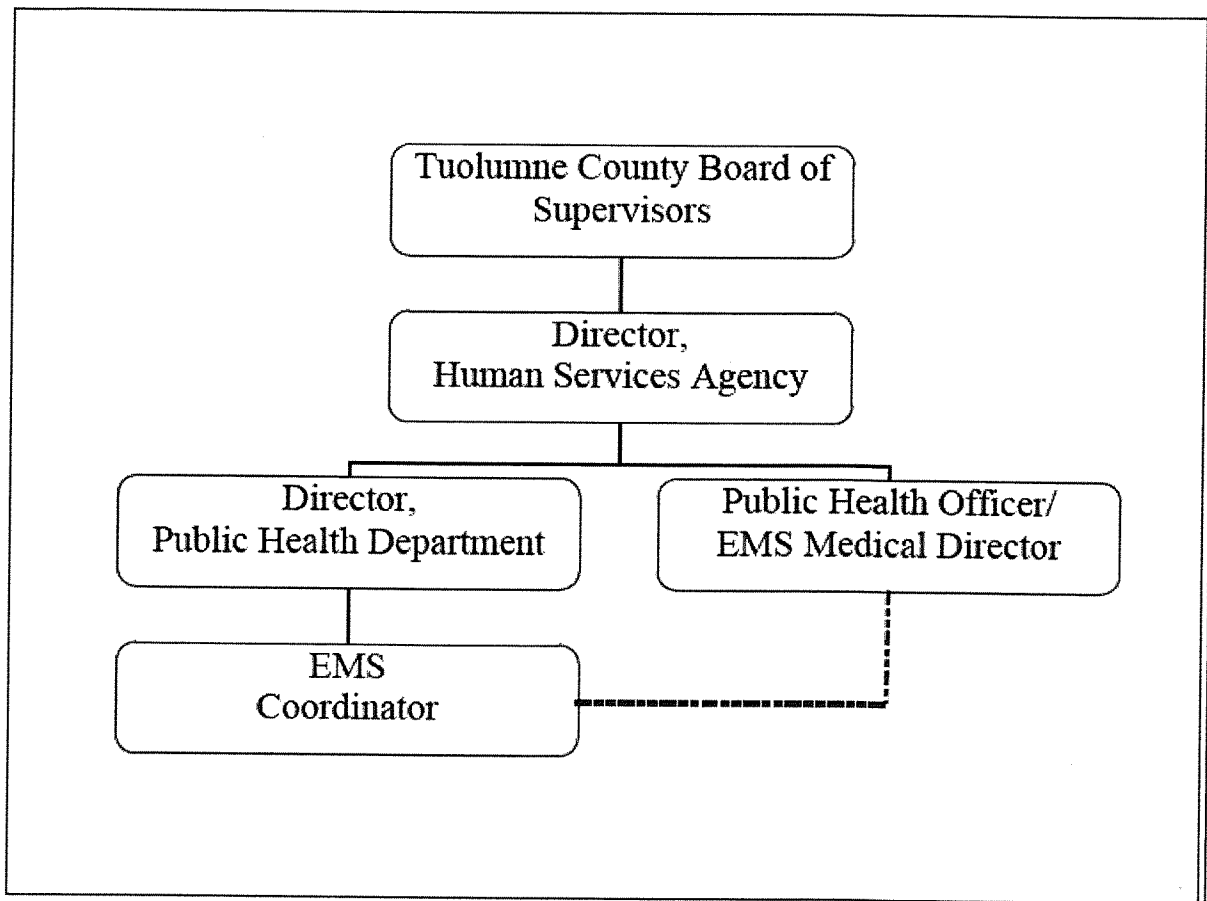 Tuolumne County Board of
Supervisors
Director,
Human Services Agency
Director,
Public Health Department
Public Health Officer/
EMS Medical Director
EMS
Coordinator